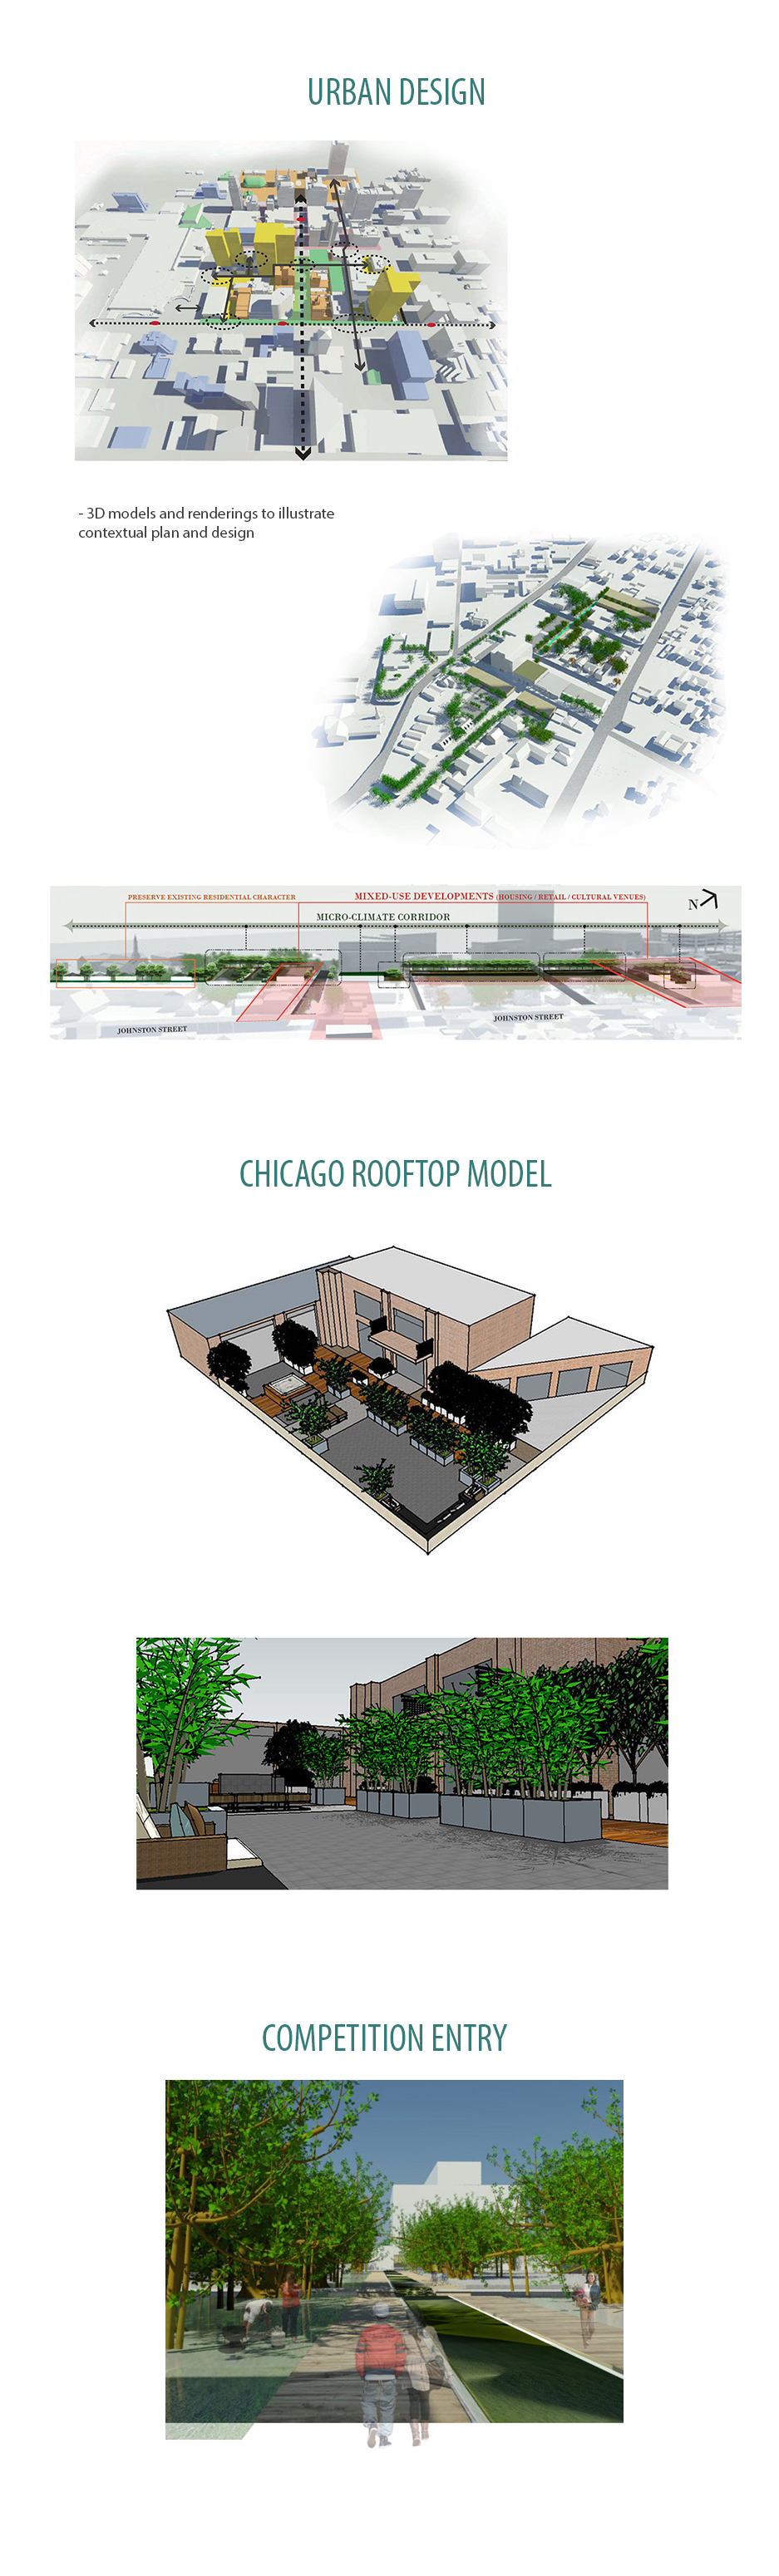 URBAN DESIGN
- 3D models and renderings to illustrate
contextual plan and design
PRESERVE EXISTING RESIDENTIAL CHARACTER
MIXED-USE DEVELOPMENTS (HOUSING / RETAIL / CULTURAL VENUES)
N
MICRO-CLIMATE CORRIDOR
JOHNSTON STREET
JOHNSTON STREET
CHICAGO ROOFTOP MODEL
COMPETITION ENTRY